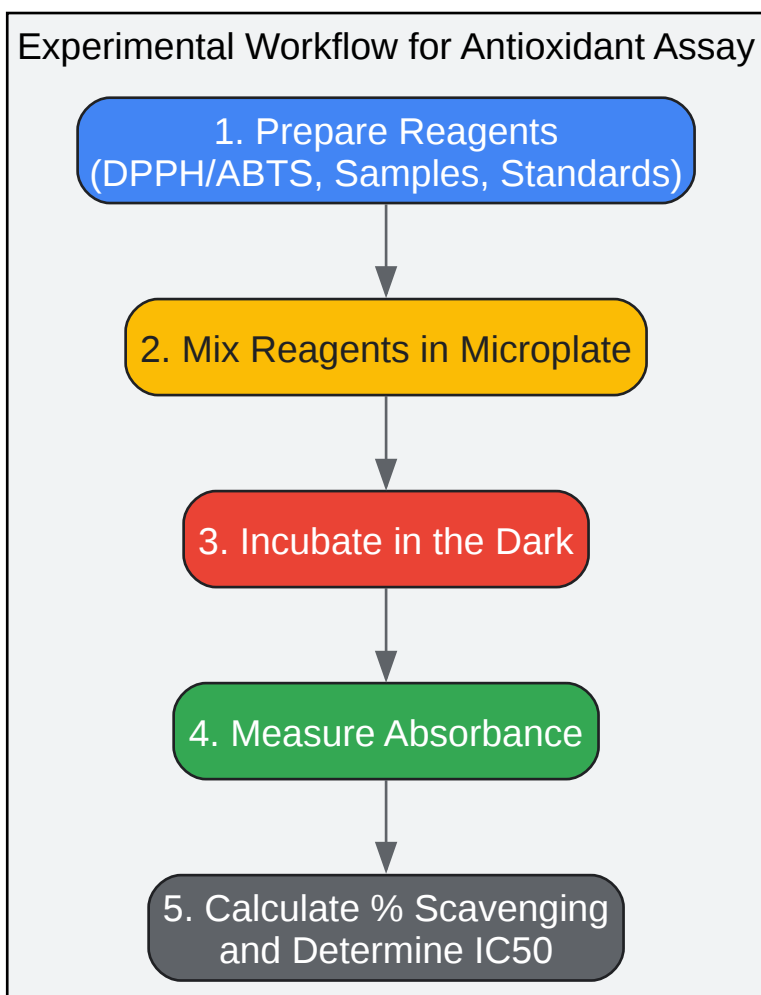 Experimental Workflow for Antioxidant Assay
1. Prepare Reagents
(DPPH/ABTS, Samples, Standards)
2. Mix Reagents in Microplate
3. Incubate in the Dark
4. Measure Absorbance
5. Calculate % Scavenging
and Determine IC50